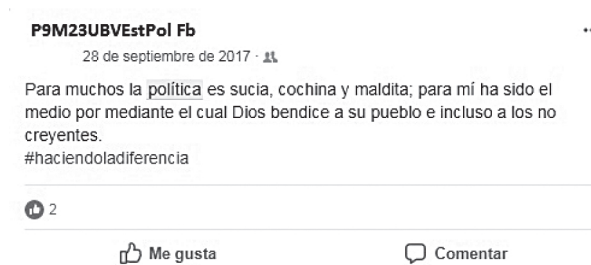 P9M23UBVEstPol Fb
28 de septiembre de 2017 ·
Para muchos la política es sucia, cochina y maldita; para mí ha sido el
medio por mediante el cual Dios bendice a su pueblo e incluso a los no
creyentes.
#haciendoladiferencia
2
Me gusta
Comentar